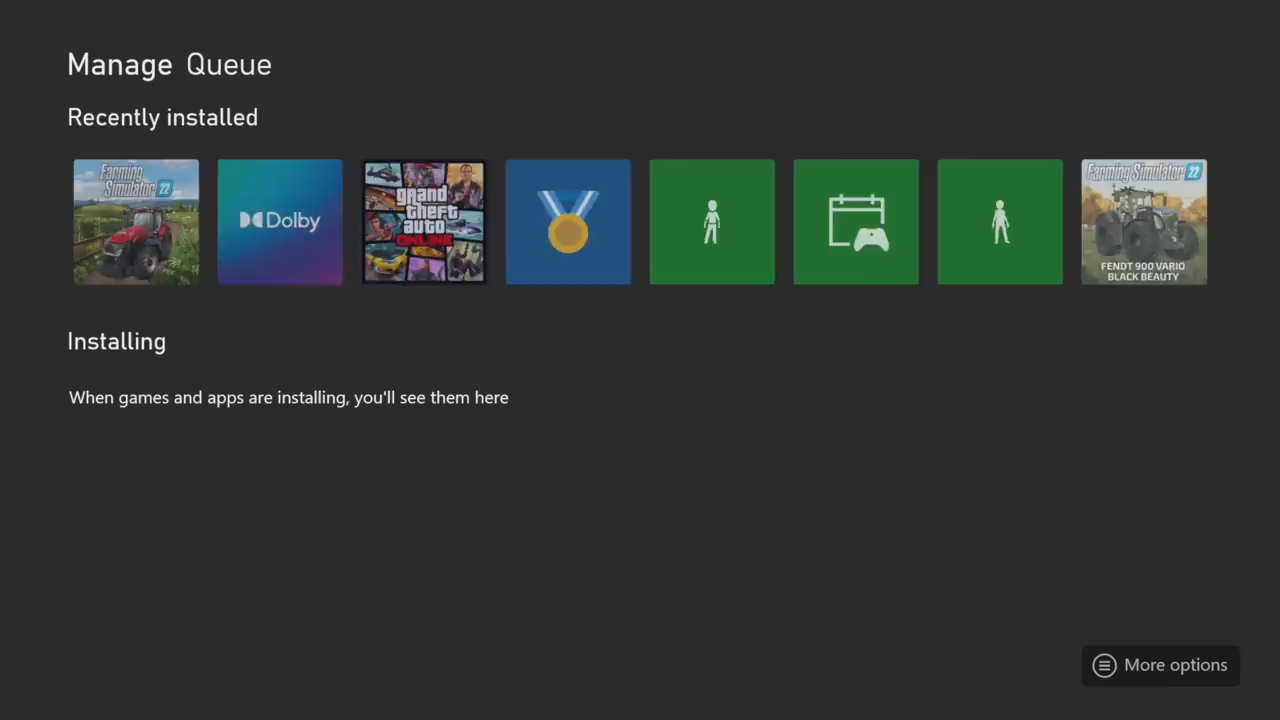 Manage Queue
Recently installed
Farming
Simulator 22
Dolby
grand
theft
auto
ONLINE
Farming Simulator 22
FENDT 900 VARIO
BLACK BEAUTY
Installing
When games and apps are installing, you'll see them here
More options